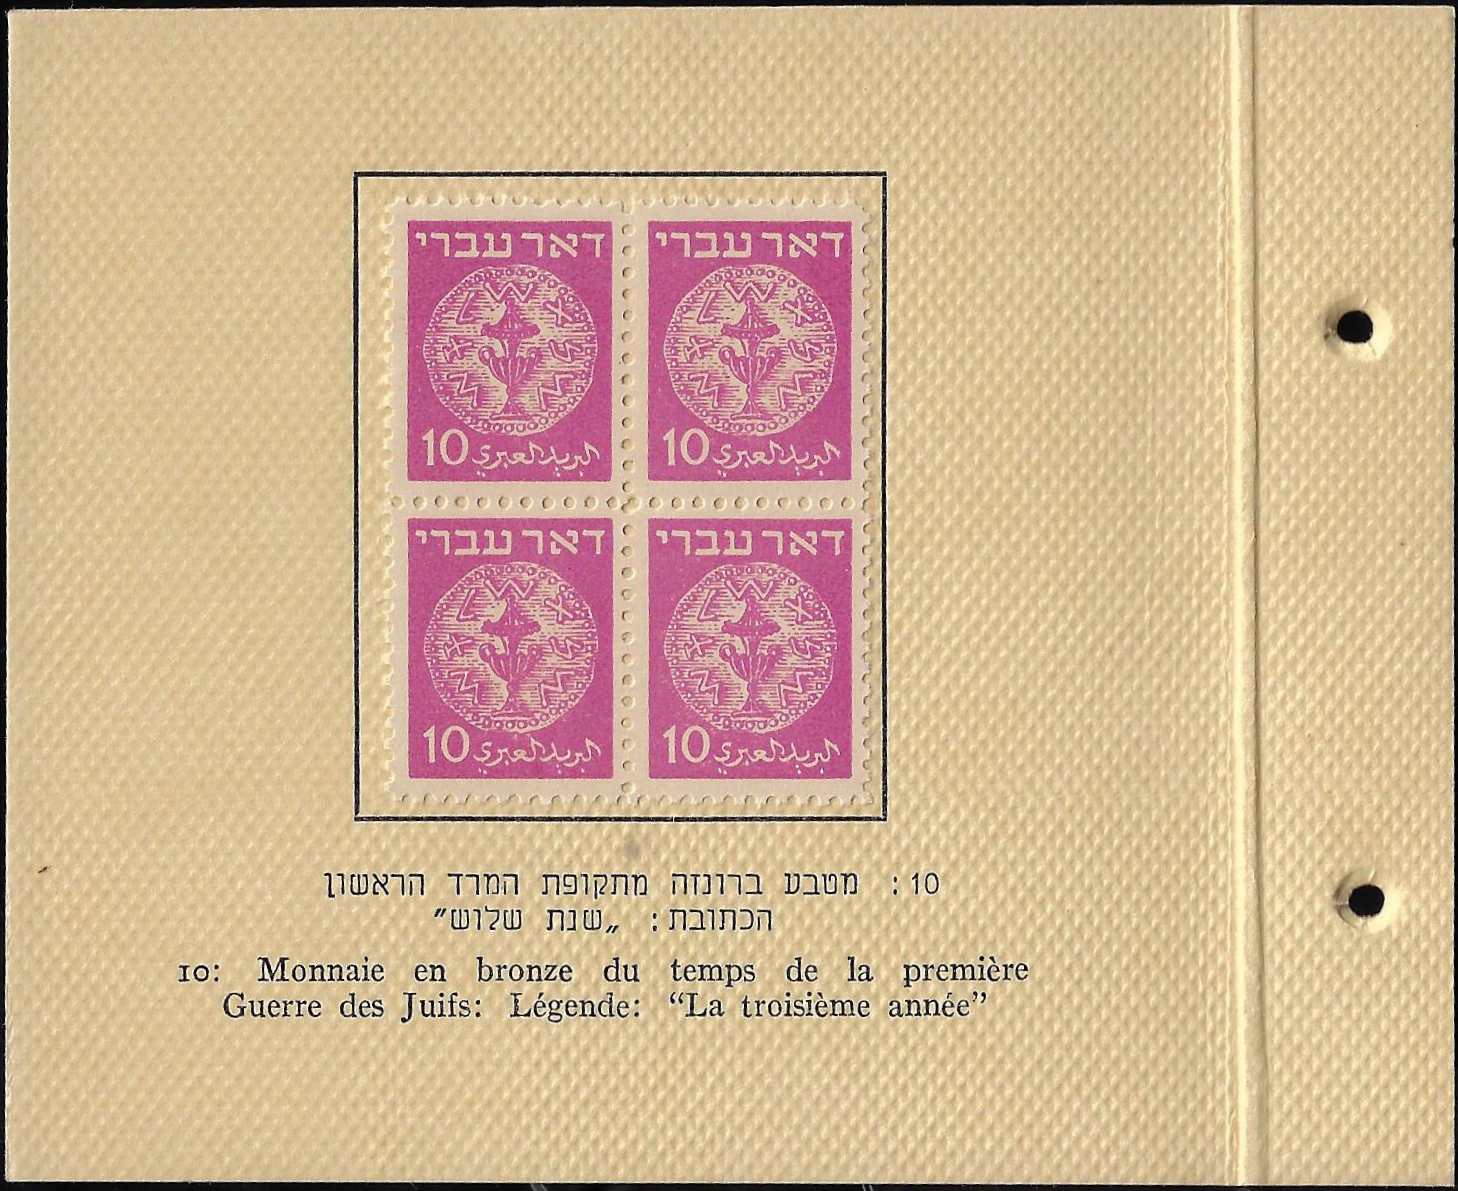 דאר עברי
10 البريد العبري
דאר עברי
10 البريد العبري
דאר עברי
10 البريد العبري
דאר עברי
10 البريد العبري
10: מטבע ברונזה מתקופת המרד הראשון
הכתובת: „שנת שלוש”
10: Monnaie en bronze du temps de la première
Guerre des Juifs: Légende: “La troisième année”